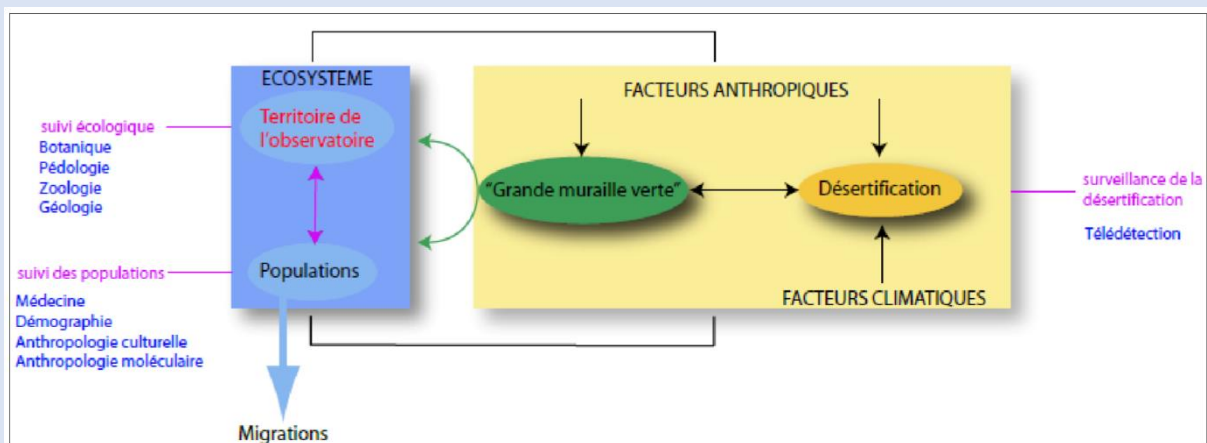 ECOSYSTEME
Territoire de
l'observatoire
Populations
Migrations
suivi écologique
Botanique
Pédologie
Zoologie
Géologie
suivi des populations
Médecine
Démographie
Anthropologie culturelle
Anthropologie moléculaire
FACTEURS ANTHROPIQUES
"Grande muraille verte"
Désertification
FACTEURS CLIMATIQUES
surveillance de la
désertification
Télédétection